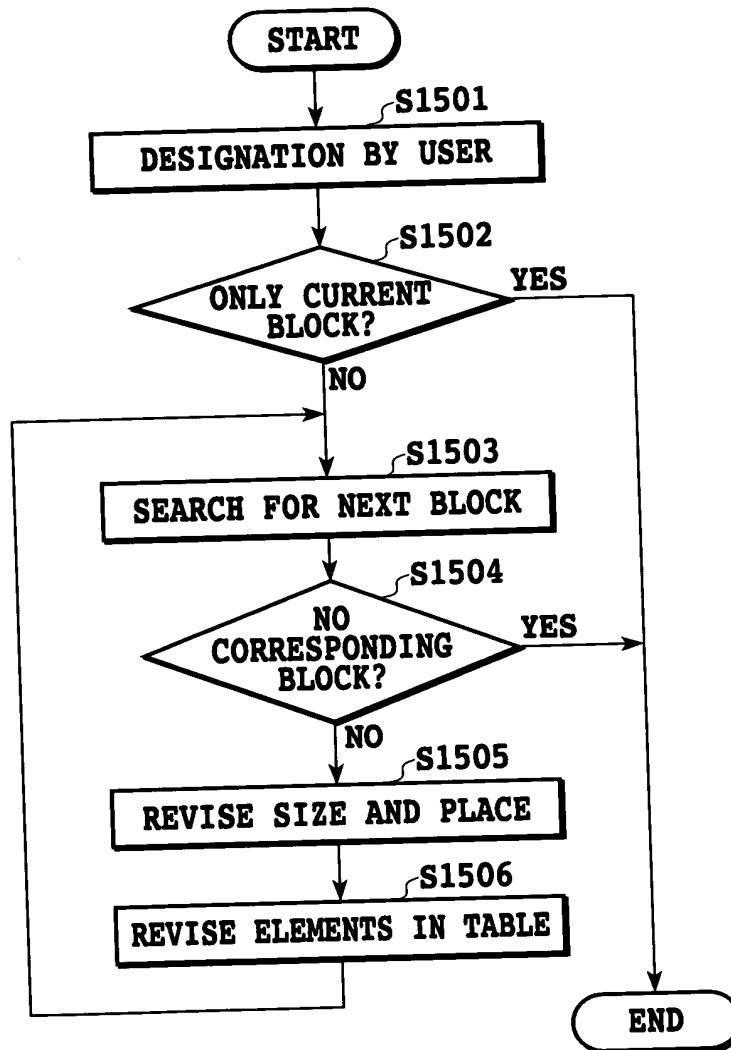 START
S1501
DESIGNATION BY USER
S1502
ONLY CURRENT
BLOCK?
YES
NO
S1503
SEARCH FOR NEXT BLOCK
S1504
NO
CORRESPONDING
BLOCK?
YES
NO
S1505
REVISE SIZE AND PLACE
S1506
REVISE ELEMENTS IN TABLE
END